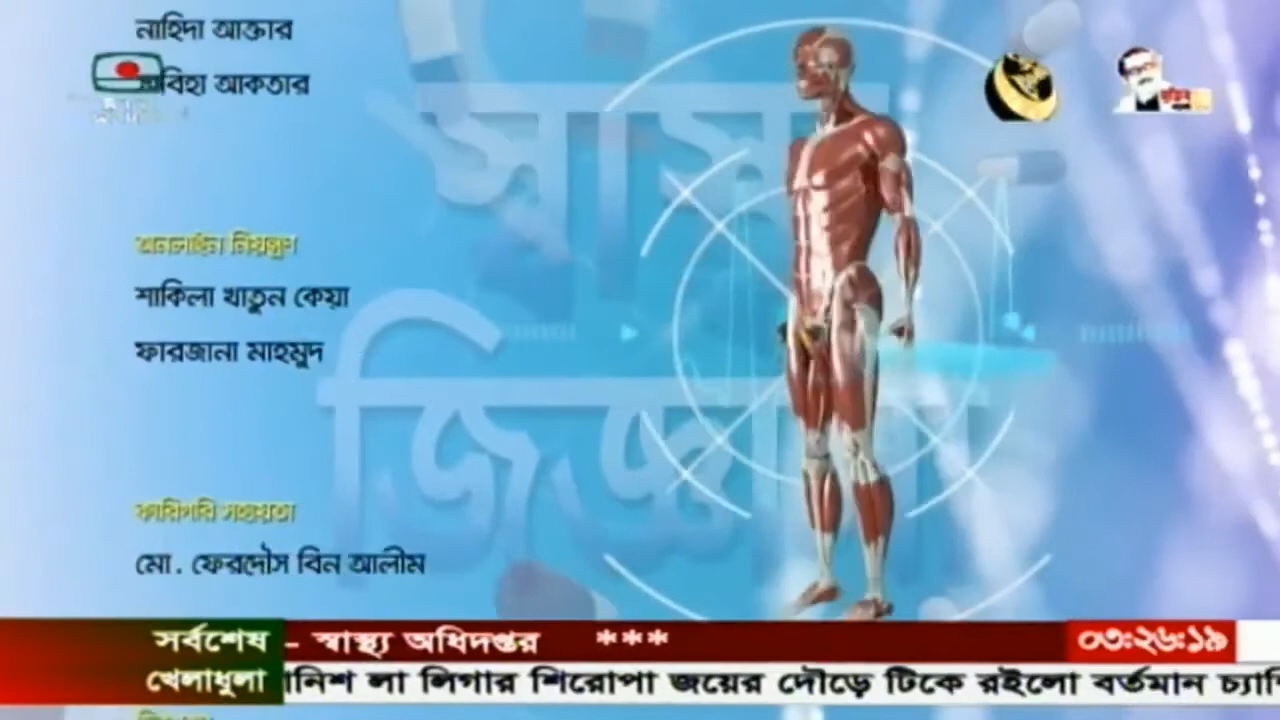 নাহিদা আক্তার
আকতার
অনলাইন নিয়ন্ত্রণ
শাকিলা খাতুন কেয়া
ফারজানা মাহমুদ
স্বাস্থ্য
জিজ্ঞাসা
কারিগরি সহায়তা
মো. ফেরদৌস বিন আলীম
সর্বশেষ - স্বাস্থ্য অধিদপ্তর *** ০৩:২৬:১৯
খেলাধুলা নিশ লা লিগার শিরোপা জয়ের দৌড়ে টিকে রইলো বর্তমান